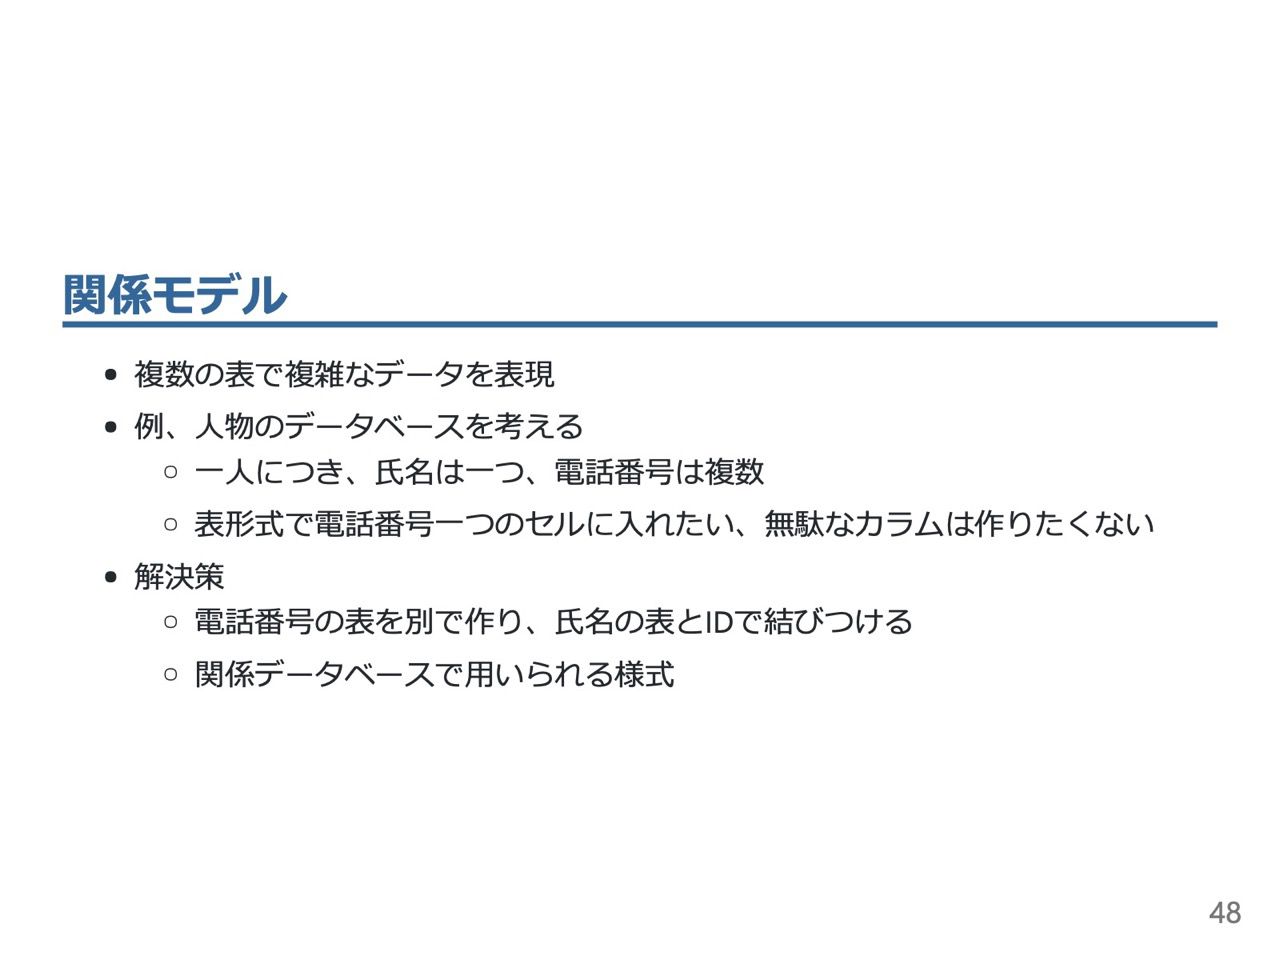 関係モデル
複数の表で複雑なデータを表現
例、人物のデータベースを考える
一人につき、氏名は一つ、電話番号は複数
表形式で電話番号一つのセルに入れたい、無駄なカラムは作りたくない
解決策
電話番号の表を別で作り、氏名の表とIDで結びつける
関係データベースで用いられる様式
48